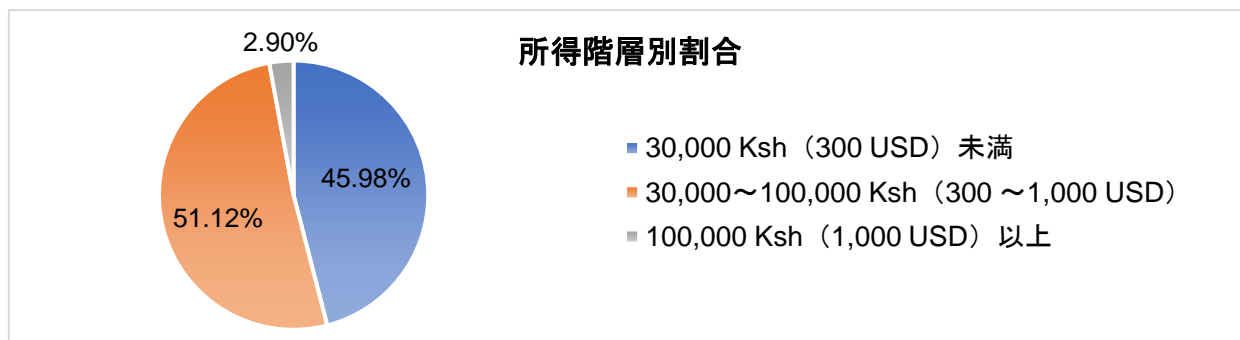 所得階層別割合
2.90%
45.98%
51.12%
30,000 Ksh（300 USD）未満
30,000～100,000 Ksh（300 ～1,000 USD）
100,000 Ksh（1,000 USD）以上